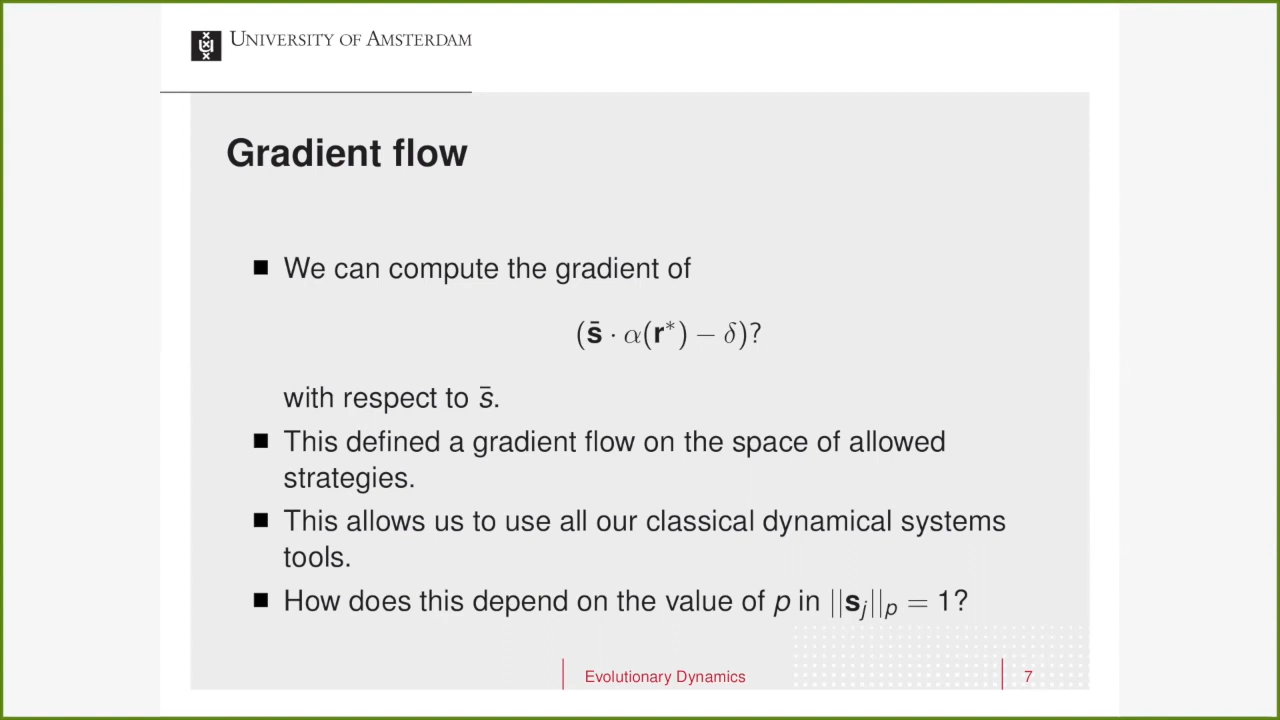 UNIVERSITY OF AMSTERDAM
Gradient flow
■ We can compute the gradient of
(s̄ · α(r*) − δ)?
with respect to s̄.
■ This defined a gradient flow on the space of allowed
strategies.
■ This allows us to use all our classical dynamical systems
tools.
■ How does this depend on the value of p in ||sⱼ||ₚ = 1?
Evolutionary Dynamics 7